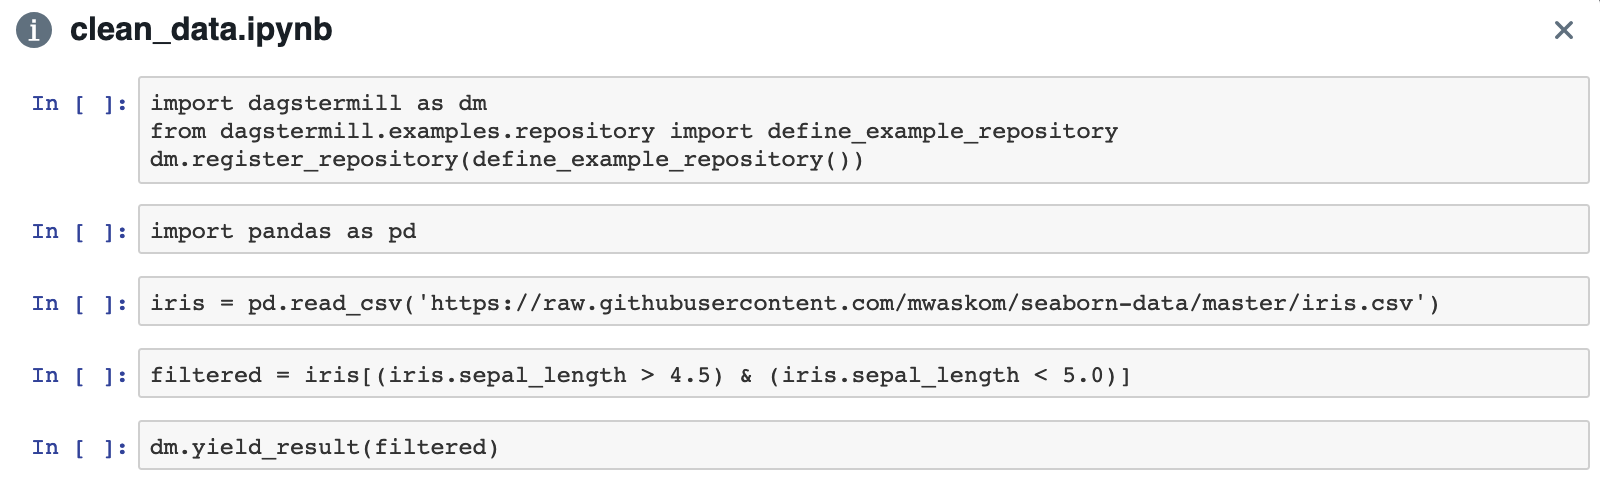 clean_data.ipynb
In [ ]: import dagstermill as dm
from dagstermill.examples.repository import define_example_repository
dm.register_repository(define_example_repository())
In [ ]: import pandas as pd
In [ ]: iris = pd.read_csv('https://raw.githubusercontent.com/mwaskom/seaborn-data/master/iris.csv')
In [ ]: filtered = iris[(iris.sepal_length > 4.5) & (iris.sepal_length < 5.0)]
In [ ]: dm.yield_result(filtered)